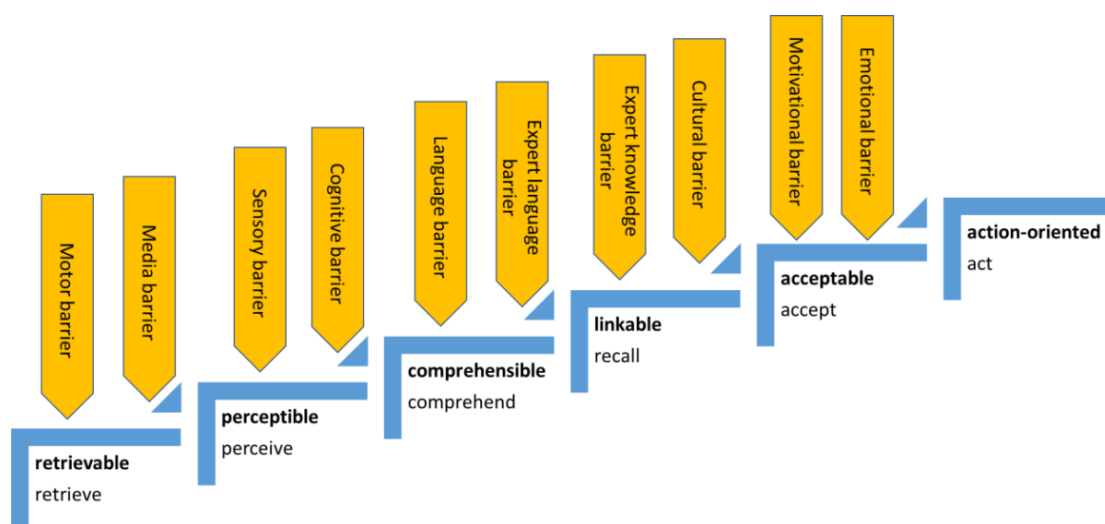 Motor barrier
Media barrier
Sensory barrier
Cognitive barrier
Language barrier
Expert language
barrier
Expert knowledge
barrier
Cultural barrier
Motivational barrier
Emotional barrier
retrievable
retrieve
perceptible
perceive
comprehensible
comprehend
linkable
recall
acceptable
accept
action-oriented
act